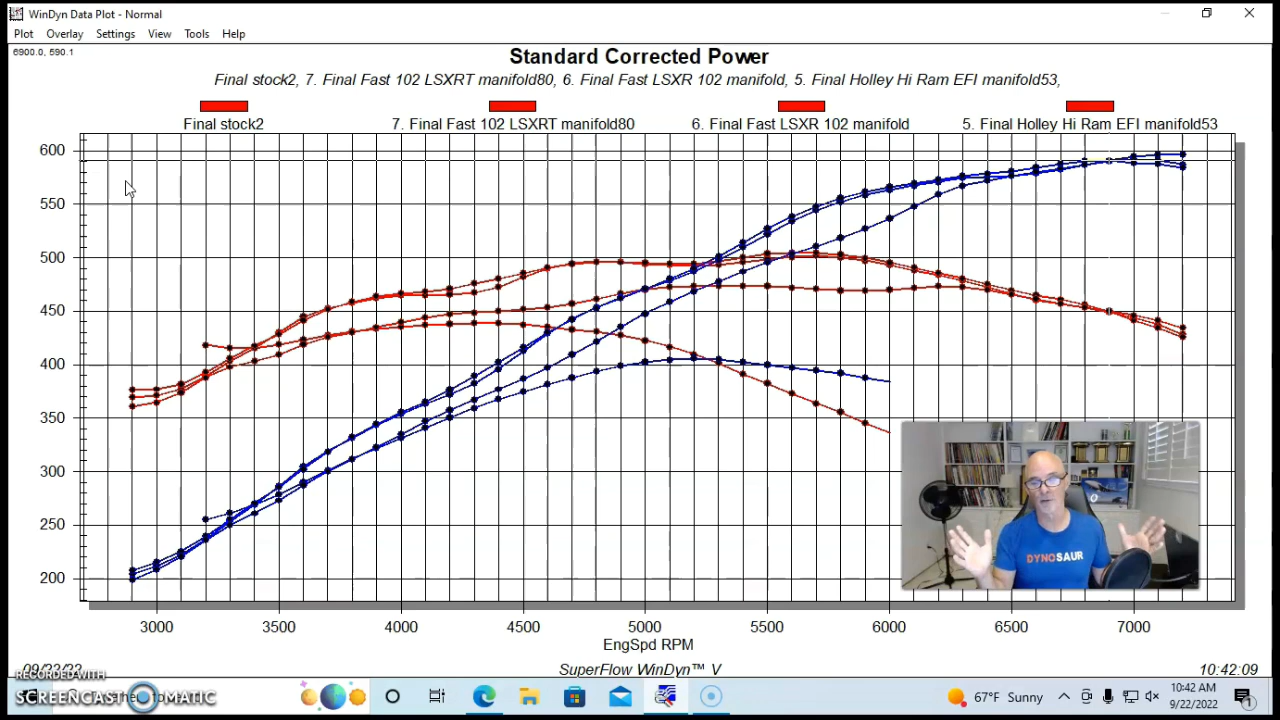 WinDyn Data Plot - Normal
Plot Overlay Settings View Tools Help
6900.0, 590.1
Standard Corrected Power
Final stock2, 7. Final Fast 102 LSXRT manifold80, 6. Final Fast LSXR 102 manifold, 5. Final Holley Hi Ram EFI manifold53,
Final stock2 7. Final Fast 102 LSXRT manifold80 6. Final Fast LSXR 102 manifold 5. Final Holley Hi Ram EFI manifold53
600
550
500
450
400
350
300
250
200
3000 3500 4000 4500 5000 5500 6000 6500 7000
EngSpd RPM
DYNOSAUR
09/22/22 SuperFlow WinDyn™ V 10:42:09
RECORDED WITH
SCREENCAST MATIC
67°F Sunny
10:42 AM
9/22/2022
1